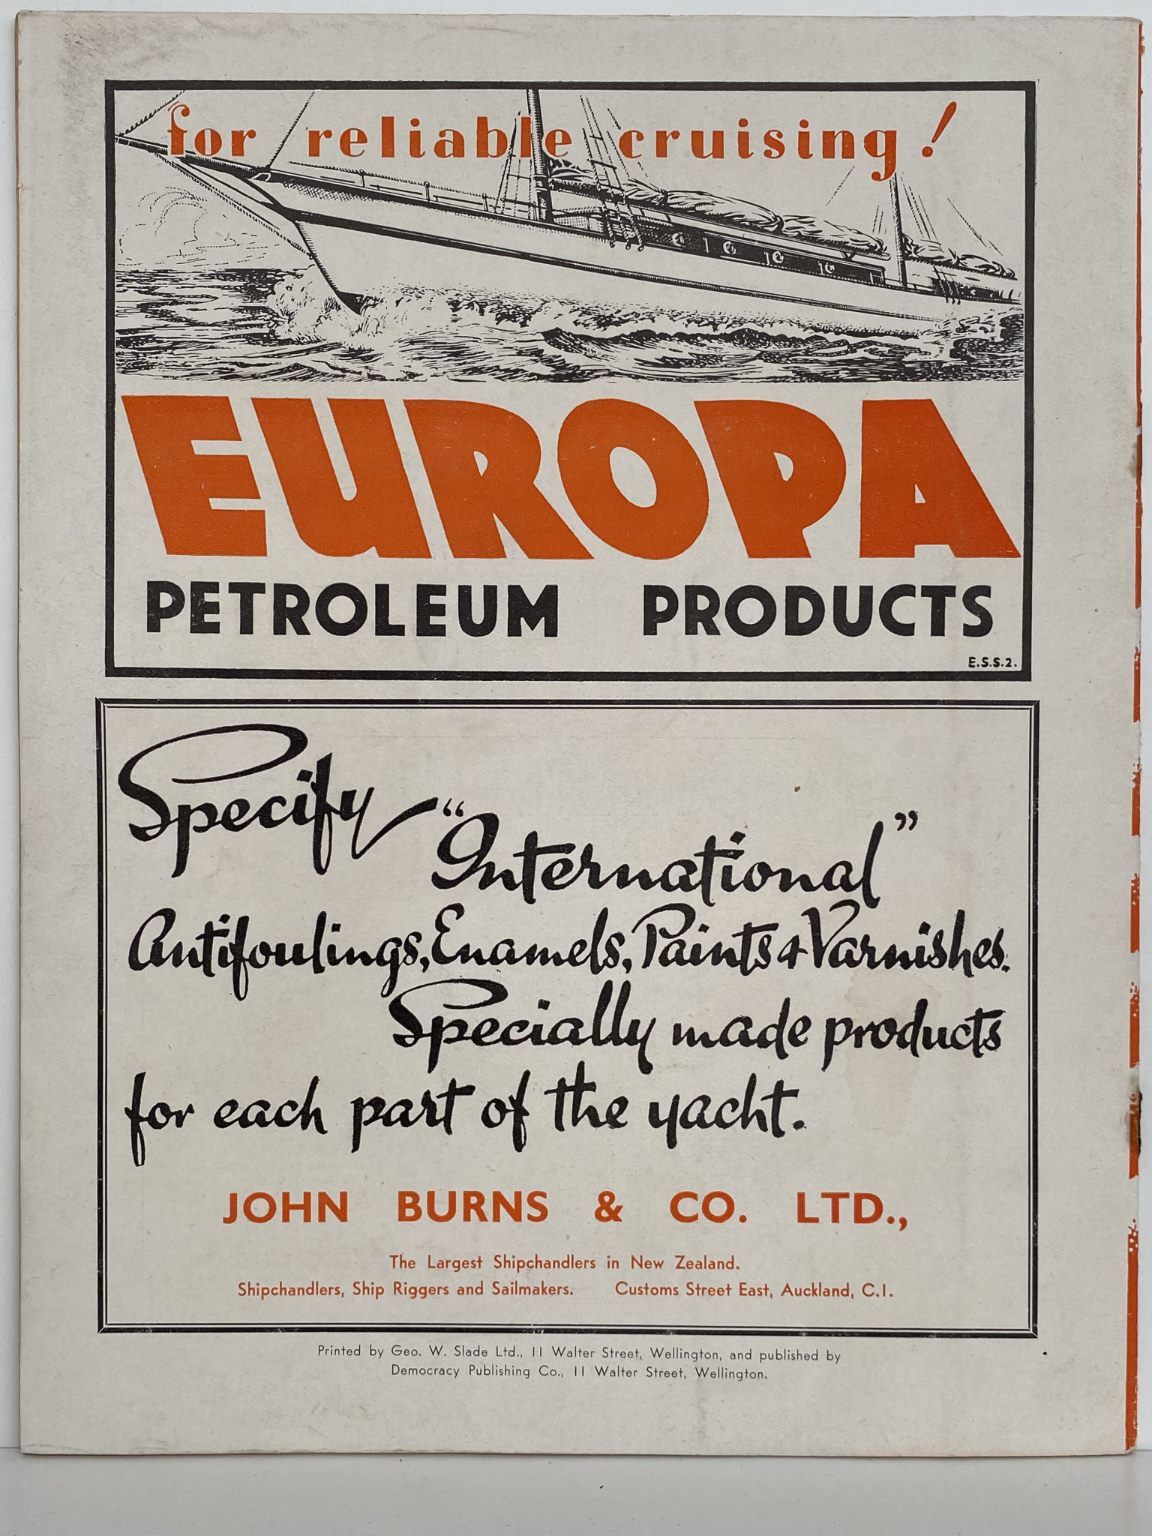 for reliable cruising!
EUROPA
PETROLEUM PRODUCTS
E.S.S.2.
Specify "International"
Antifoulings, Enamels, Paints & Varnishes.
Specially made products
for each part of the yacht.
JOHN BURNS & CO. LTD.,
The Largest Shipchandlers in New Zealand.
Shipchandlers, Ship Riggers and Sailmakers. Customs Street East, Auckland, C.1.
Printed by Geo. W. Slade Ltd., 11 Walter Street, Wellington, and published by
Democracy Publishing Co., 11 Walter Street, Wellington.